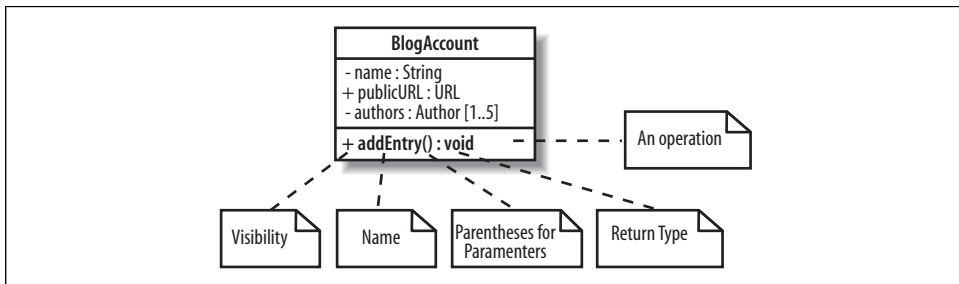 BlogAccount
- name : String
+ publicURL : URL
- authors : Author [1..5]
+ addEntry() : void
An operation
Visibility
Name
Parentheses for
Paramenters
Return Type